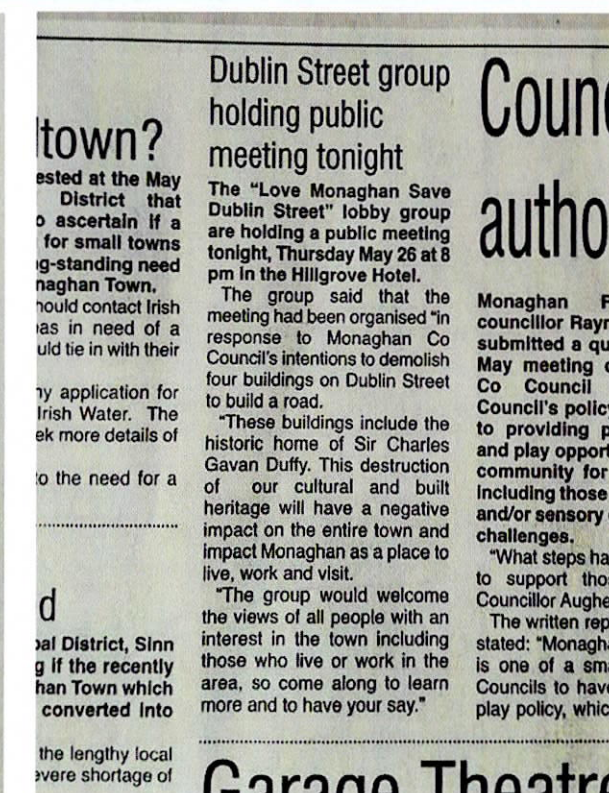 ltown?
ested at the May
District that
o ascertain if a
for small towns
g-standing need
naghan Town.
hould contact Irish
as in need of a
uld tie in with their
ny application for
Irish Water. The
ek more details of
to the need for a
d
pal District, Sinn
g if the recently
han Town which
converted into
the lengthy local
evere shortage of
Dublin Street group
holding public
meeting tonight
The "Love Monaghan Save
Dublin Street" lobby group
are holding a public meeting
tonight, Thursday May 26 at 8
pm in the Hillgrove Hotel.
The group said that the
meeting had been organised "in
response to Monaghan Co
Council's intentions to demolish
four buildings on Dublin Street
to build a road.
"These buildings include the
historic home of Sir Charles
Gavan Duffy. This destruction
of our cultural and built
heritage will have a negative
impact on the entire town and
impact Monaghan as a place to
live, work and visit.
"The group would welcome
the views of all people with an
interest in the town including
those who live or work in the
area, so come along to learn
more and to have your say."
Garage Theatre
Counc
autho
Monaghan P
councillor Raym
submitted a qu
May meeting o
Co Council
Council's policy
to providing p
and play opport
community for
including those
and/or sensory
challenges.
"What steps ha
to support thos
Councillor Aughe
The written rep
stated: "Monagha
is one of a sma
Councils to have
play policy, whic